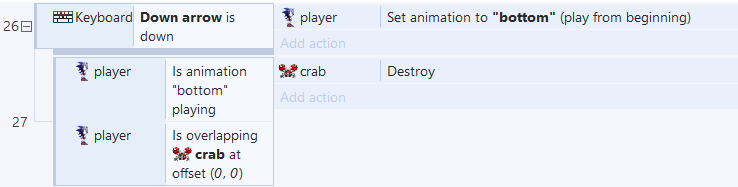 26 Keyboard Down arrow is down
player Set animation to "bottom" (play from beginning)
Add action
27
player Is animation "bottom" playing
player Is overlapping crab at offset (0, 0)
crab Destroy
Add action